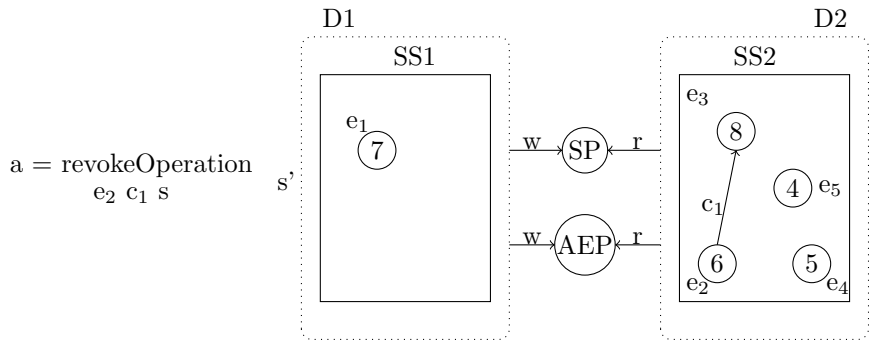 D1
D2
SS1
SS2
e₃
e₁
8
7
w
SP
r
a = revokeOperation
e₂ c₁ s
s'
4
e₅
c₁
w
AEP
r
6
5
e₂
e₄